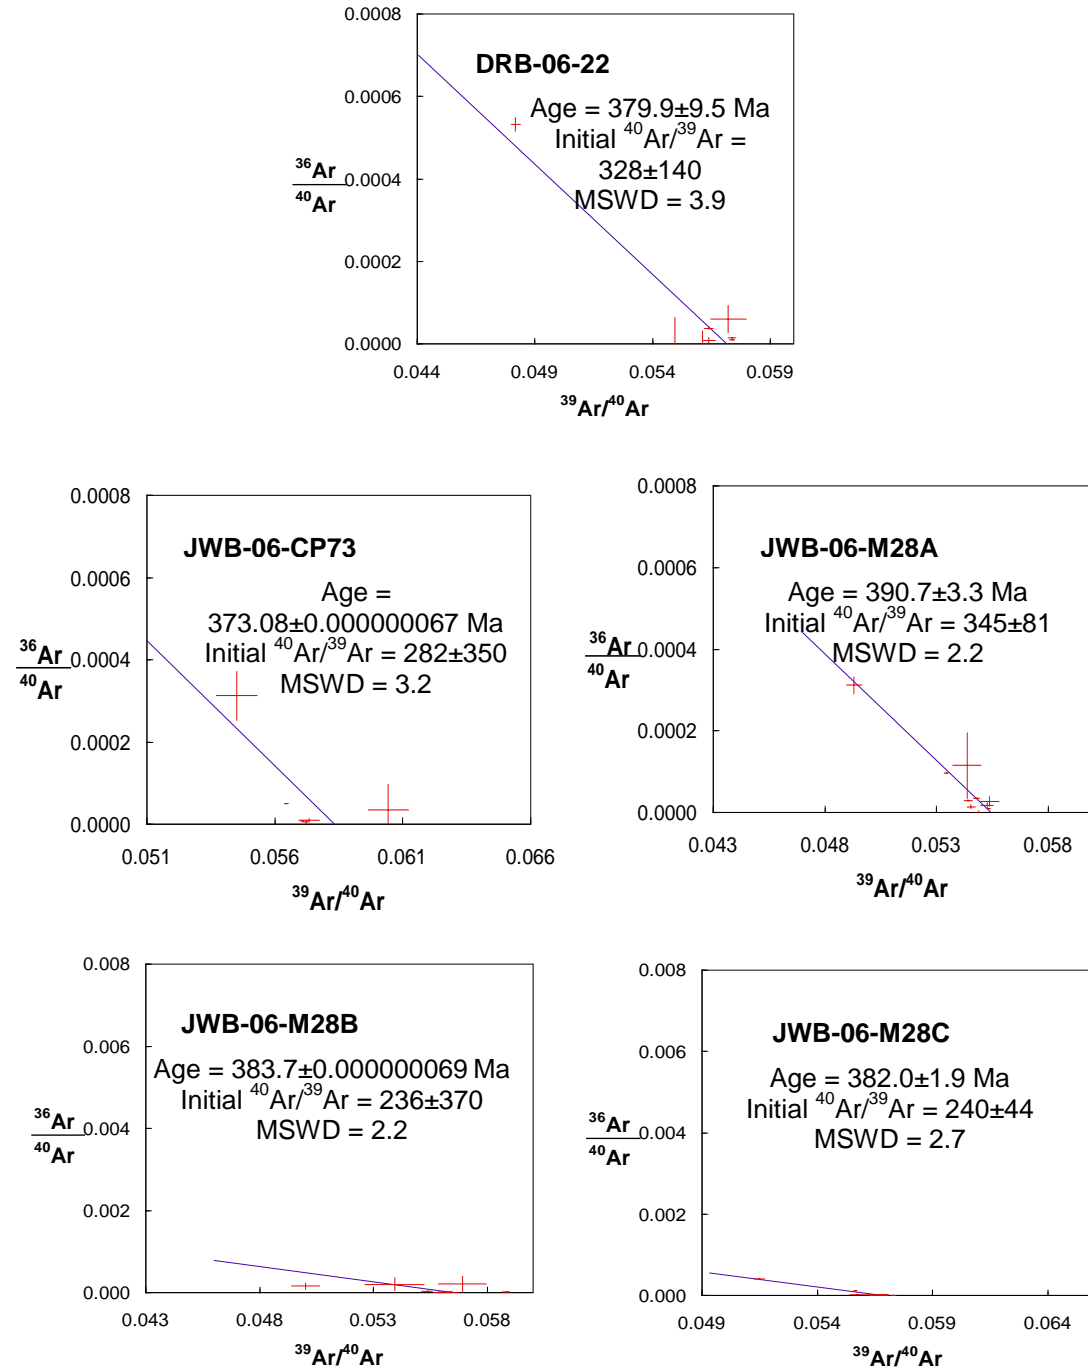 0.0008
DRB-06-22
0.0006
Age = 379.9±9.5 Ma
Initial ⁴⁰Ar/³⁹Ar =
328±140
MSWD = 3.9
³⁶Ar
⁴⁰Ar
0.0004
0.0002
0.0000
0.044 0.049 0.054 0.059
³⁹Ar/⁴⁰Ar
0.0008
JWB-06-CP73
0.0006
Age =
373.08±0.000000067 Ma
Initial ⁴⁰Ar/³⁹Ar = 282±350
MSWD = 3.2
³⁶Ar
⁴⁰Ar
0.0004
0.0002
0.0000
0.051 0.056 0.061 0.066
³⁹Ar/⁴⁰Ar
0.0008
JWB-06-M28A
0.0006
Age = 390.7±3.3 Ma
Initial ⁴⁰Ar/³⁹Ar = 345±81
MSWD = 2.2
³⁶Ar
⁴⁰Ar
0.0004
0.0002
0.0000
0.043 0.048 0.053 0.058
³⁹Ar/⁴⁰Ar
0.008
JWB-06-M28B
0.006
Age = 383.7±0.000000069 Ma
Initial ⁴⁰Ar/³⁹Ar = 236±370
MSWD = 2.2
³⁶Ar
⁴⁰Ar
0.004
0.002
0.000
0.043 0.048 0.053 0.058
³⁹Ar/⁴⁰Ar
0.008
JWB-06-M28C
0.006
Age = 382.0±1.9 Ma
Initial ⁴⁰Ar/³⁹Ar = 240±44
MSWD = 2.7
³⁶Ar
⁴⁰Ar
0.004
0.002
0.000
0.049 0.054 0.059 0.064
³⁹Ar/⁴⁰Ar